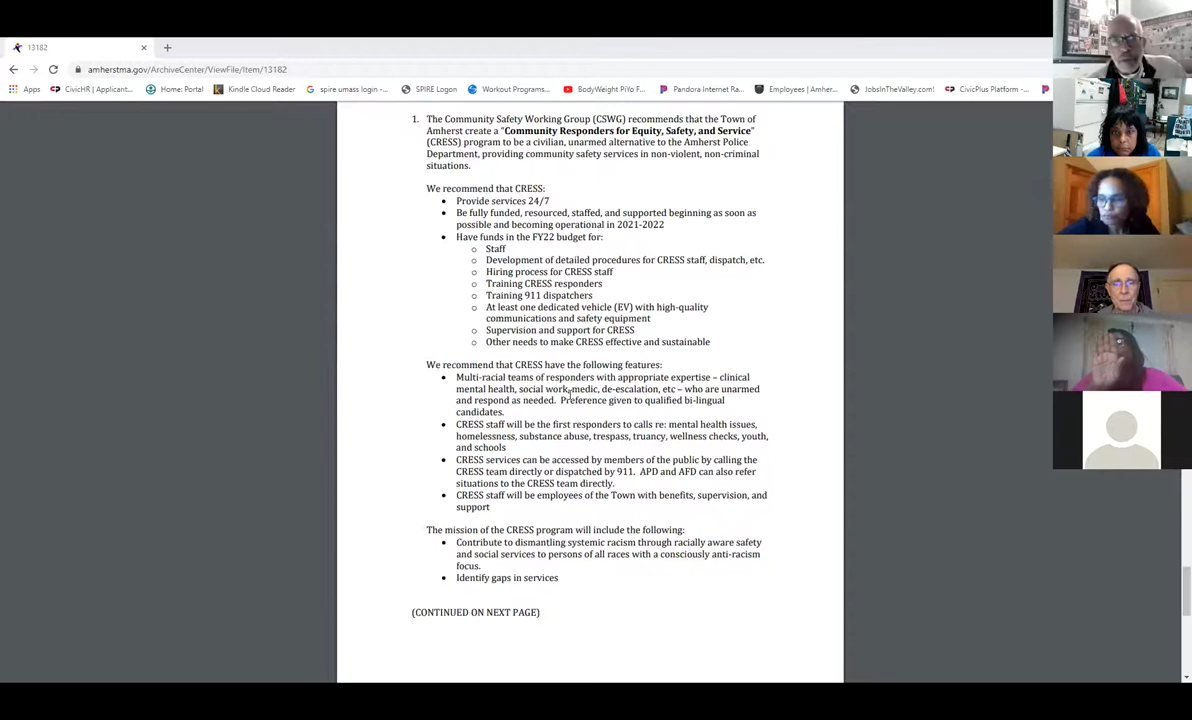 13182
amherstma.gov/ArchiveCenter/ViewFile/Item/13182
Apps CivicHR | Applicant... Home: Portal Kindle Cloud Reader spire umass login -... SPIRE Logon Workout Programs... BodyWeight PiYo F... Pandora Internet Ra... Employees | Amher... JobsInTheValley.com! CivicPlus Platform -...
1. The Community Safety Working Group (CSWG) recommends that the Town of
Amherst create a “Community Responders for Equity, Safety, and Service”
(CRESS) program to be a civilian, unarmed alternative to the Amherst Police
Department, providing community safety services in non-violent, non-criminal
situations.
We recommend that CRESS:
• Provide services 24/7
• Be fully funded, resourced, staffed, and supported beginning as soon as
possible and becoming operational in 2021-2022
• Have funds in the FY22 budget for:
o Staff
o Development of detailed procedures for CRESS staff, dispatch, etc.
o Hiring process for CRESS staff
o Training CRESS responders
o Training 911 dispatchers
o At least one dedicated vehicle (EV) with high-quality
communications and safety equipment
o Supervision and support for CRESS
o Other needs to make CRESS effective and sustainable
We recommend that CRESS have the following features:
• Multi-racial teams of responders with appropriate expertise – clinical
mental health, social work, medic, de-escalation, etc – who are unarmed
and respond as needed. Preference given to qualified bi-lingual
candidates.
• CRESS staff will be the first responders to calls re: mental health issues,
homelessness, substance abuse, trespass, truancy, wellness checks, youth,
and schools
• CRESS services can be accessed by members of the public by calling the
CRESS team directly or dispatched by 911. APD and AFD can also refer
situations to the CRESS team directly.
• CRESS staff will be employees of the Town with benefits, supervision, and
support
The mission of the CRESS program will include the following:
• Contribute to dismantling systemic racism through racially aware safety
and social services to persons of all races with a consciously anti-racism
focus.
• Identify gaps in services
(CONTINUED ON NEXT PAGE)